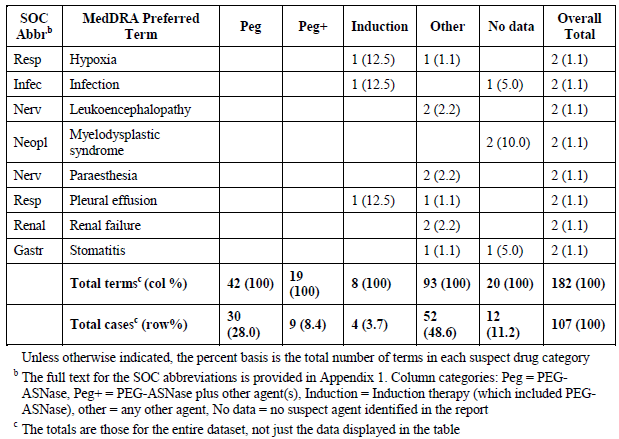 SOC Abbrb MedDRA Preferred Term Peg Peg+ Induction Other No data Overall Total
Resp Hypoxia 1 (12.5) 1 (1.1) 2 (1.1)
Infec Infection 1 (12.5) 1 (5.0) 2 (1.1)
Nerv Leukoencephalopathy 2 (2.2) 2 (1.1)
Neopl Myelodysplastic syndrome 2 (10.0) 2 (1.1)
Nerv Paraesthesia 2 (2.2) 2 (1.1)
Resp Pleural effusion 1 (12.5) 1 (1.1) 2 (1.1)
Renal Renal failure 2 (2.2) 2 (1.1)
Gastr Stomatitis 1 (1.1) 1 (5.0) 2 (1.1)
Total termsc (col %) 42 (100) 19 (100) 8 (100) 93 (100) 20 (100) 182 (100)
Total casesc (row%) 30 (28.0) 9 (8.4) 4 (3.7) 52 (48.6) 12 (11.2) 107 (100)
Unless otherwise indicated, the percent basis is the total number of terms in each suspect drug category
b The full text for the SOC abbreviations is provided in Appendix 1. Column categories: Peg = PEG-
ASNase, Peg+ = PEG-ASNase plus other agent(s), Induction = Induction therapy (which included PEG-
ASNase), other = any other agent, No data = no suspect agent identified in the report
c The totals are those for the entire dataset, not just the data displayed in the table